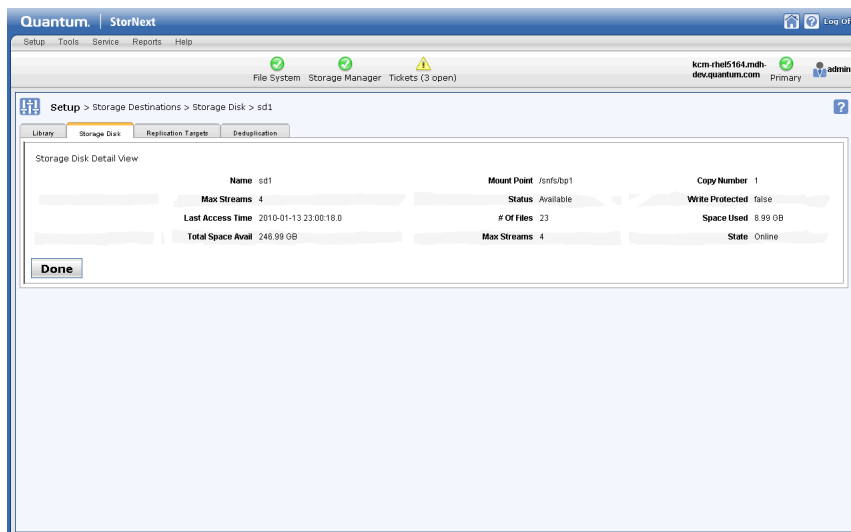 Quantum. | StorNext
Log Of
Setup Tools Service Reports Help
File System Storage Manager Tickets (3 open)
kcm-rhel5164.mdh-
dev.quantum.com Primary admin
Setup > Storage Destinations > Storage Disk > sd1
Library Storage Disk Replication Targets Deduplication
Storage Disk Detail View
Name sd1 Mount Point /snfs/bp1 Copy Number 1
Max Streams 4 Status Available Write Protected false
Last Access Time 2010-01-13 23:00:18.0 # Of Files 23 Space Used 8.99 GB
Total Space Avail 246.99 GB Max Streams 4 State Online
Done